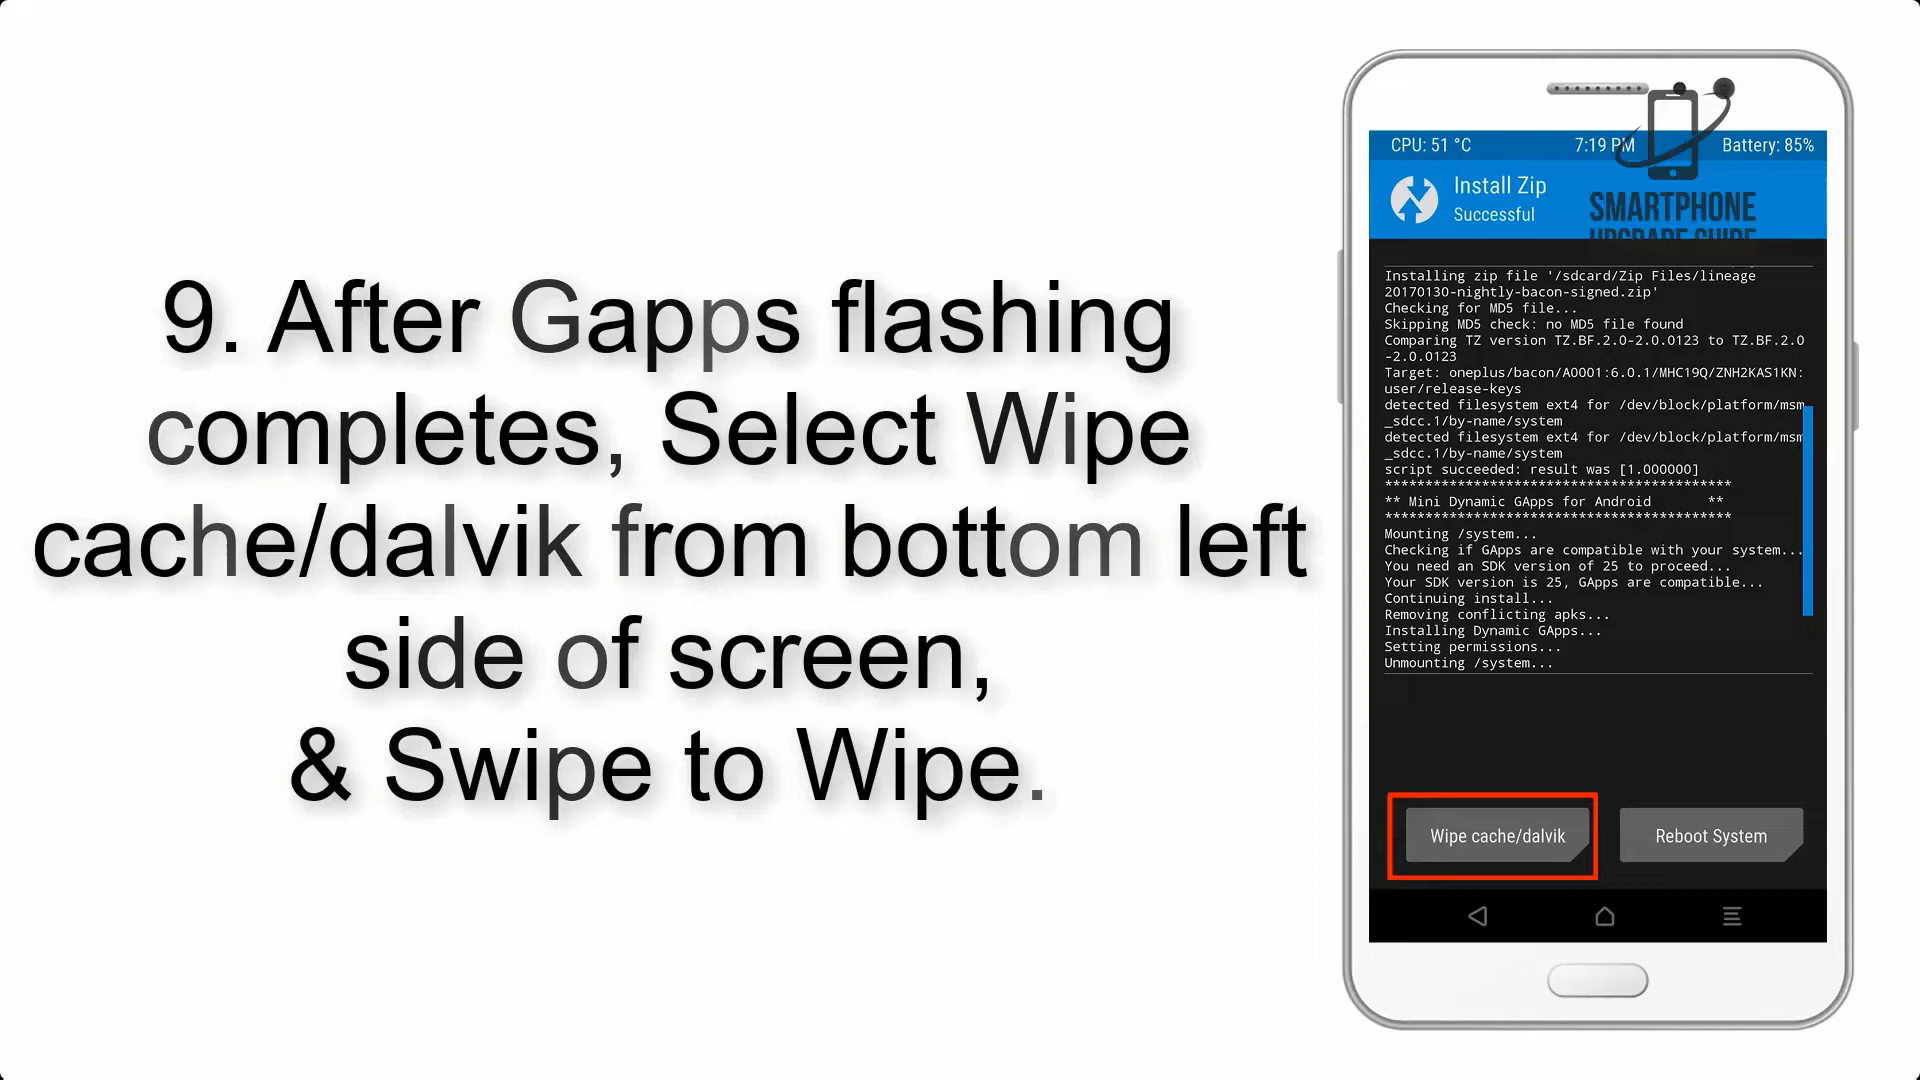 9. After Gapps flashing
completes, Select Wipe
cache/dalvik from bottom left
side of screen,
& Swipe to Wipe.
CPU: 51 °C 7:19 PM Battery: 85%
Install Zip
Successful
SMARTPHONE
UPGRADE GUIDE
Installing zip file '/sdcard/Zip Files/lineage
20170130-nightly-bacon-signed.zip'
Checking for MD5 file...
Skipping MD5 check: no MD5 file found
Comparing TZ version TZ.BF.2.0-2.0.0123 to TZ.BF.2.0
-2.0.0123
Target: oneplus/bacon/A0001:6.0.1/MHC19Q/ZNH2KAS1KN:
user/release-keys
detected filesystem ext4 for /dev/block/platform/msm
_sdcc.1/by-name/system
detected filesystem ext4 for /dev/block/platform/msm
_sdcc.1/by-name/system
script succeeded: result was [1.000000]
*******************************************
** Mini Dynamic GApps for Android **
*******************************************
Mounting /system...
Checking if GApps are compatible with your system...
You need an SDK version of 25 to proceed...
Your SDK version is 25, GApps are compatible...
Continuing install...
Removing conflicting apks...
Installing Dynamic GApps...
Setting permissions...
Unmounting /system...
Wipe cache/dalvik
Reboot System